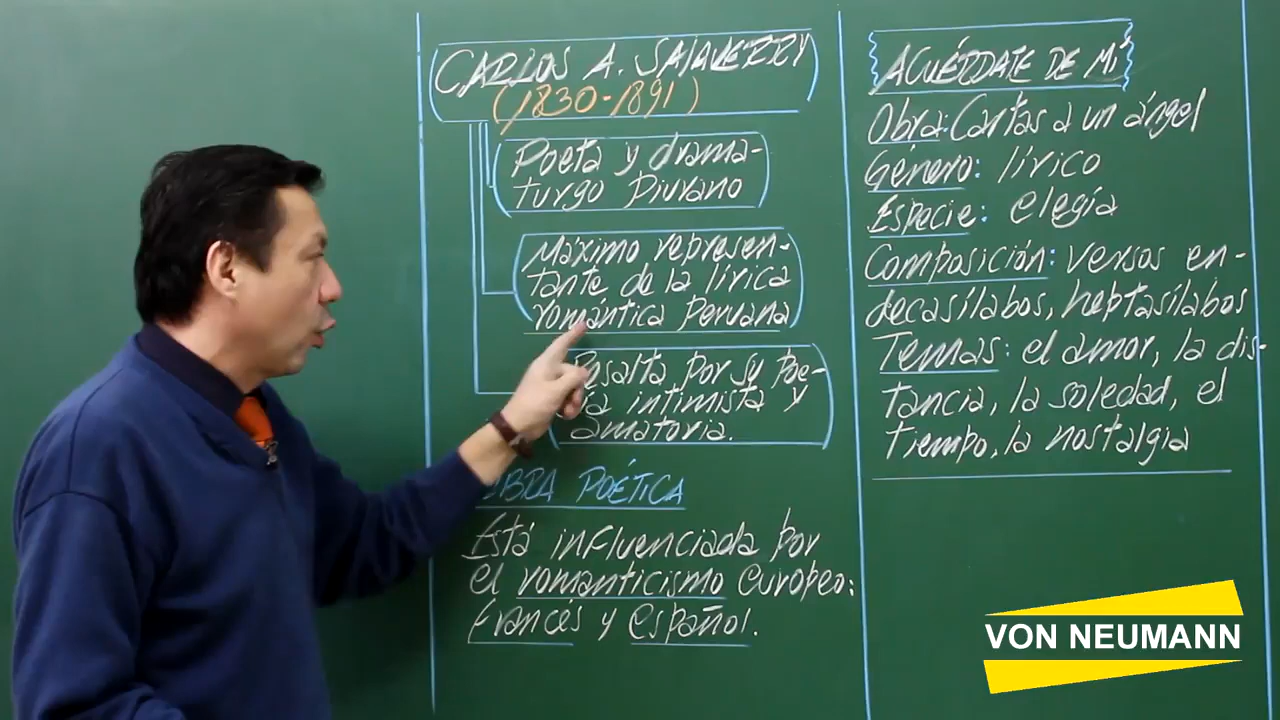 CARLOS A. SALAVERRY
(1830-1891)
Poeta y drama-
turgo Piurano
Máximo represen-
tante de la lírica
romántica Peruana
Resalta por su poe-
sía intimista y
amatoria.
OBRA POÉTICA
Está influenciada por
el romanticismo europeo:
francés y español.
ACUÉRDATE DE MÍ
Obra: Cartas a un ángel
Género: lírico
Especie: elegía
Composición: versos en-
decasílabos, heptasílabos
Temas: el amor, la dis-
tancia, la soledad, el
tiempo, la nostalgia
VON NEUMANN